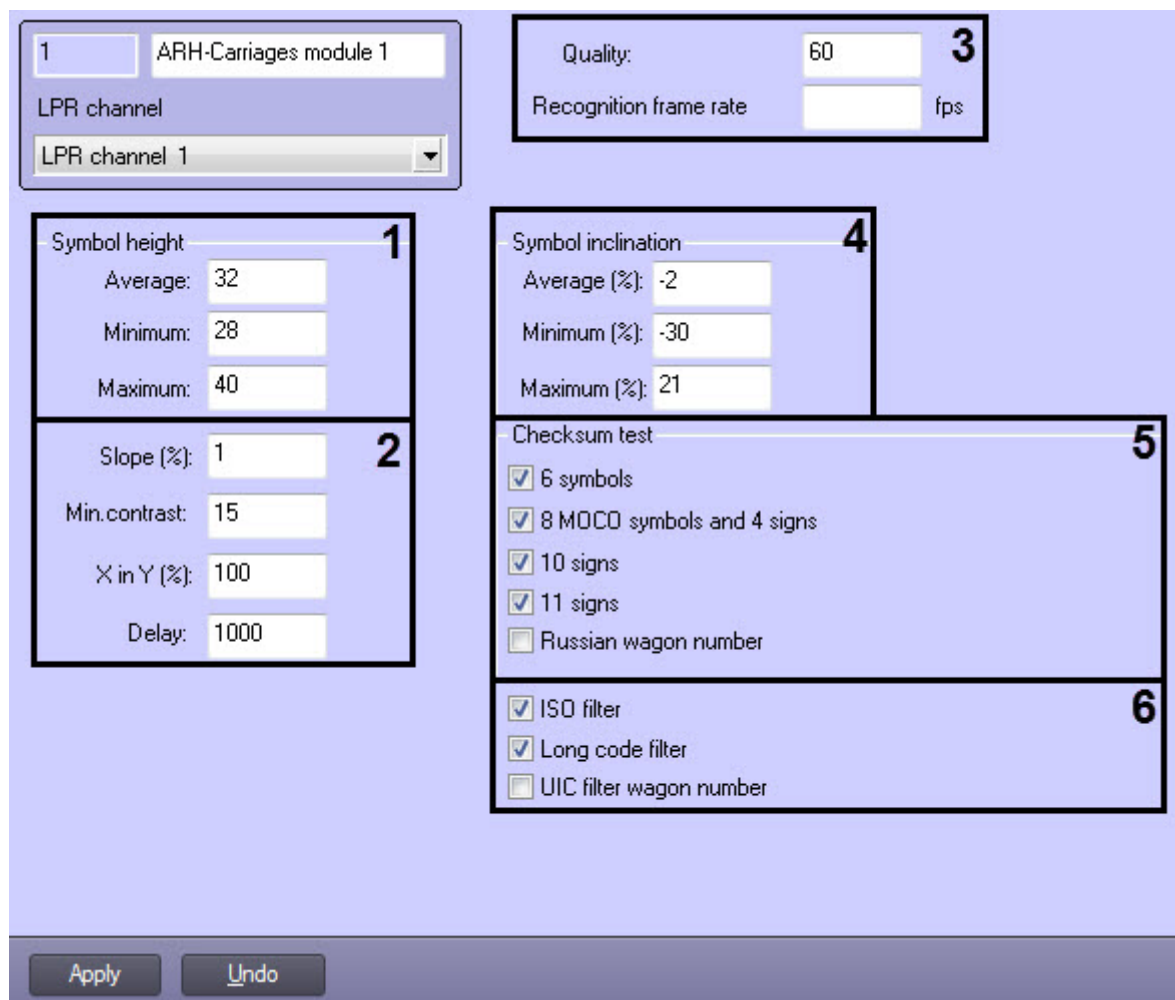 1 ARH-Carriages module 1
LPR channel
LPR channel 1
Quality: 60 3
Recognition frame rate fps
Symbol height 1
Average: 32
Minimum: 28
Maximum: 40
Slope (%): 1 2
Min.contrast: 15
X in Y (%): 100
Delay: 1000
Symbol inclination 4
Average (%): -2
Minimum (%): -30
Maximum (%): 21
Checksum test 5
6 symbols
8 MOCO symbols and 4 signs
10 signs
11 signs
Russian wagon number
ISO filter 6
Long code filter
UIC filter wagon number
Apply Undo